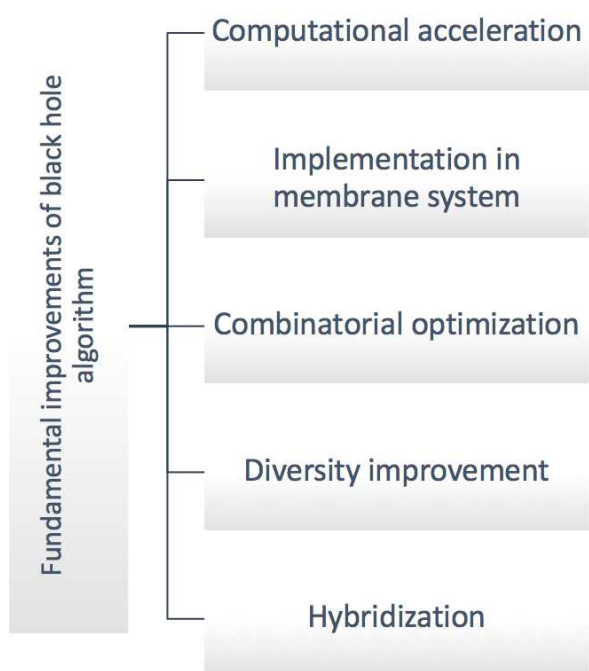 Fundamental improvements of black hole
algorithm
Computational acceleration
Implementation in
membrane system
Combinatorial optimization
Diversity improvement
Hybridization